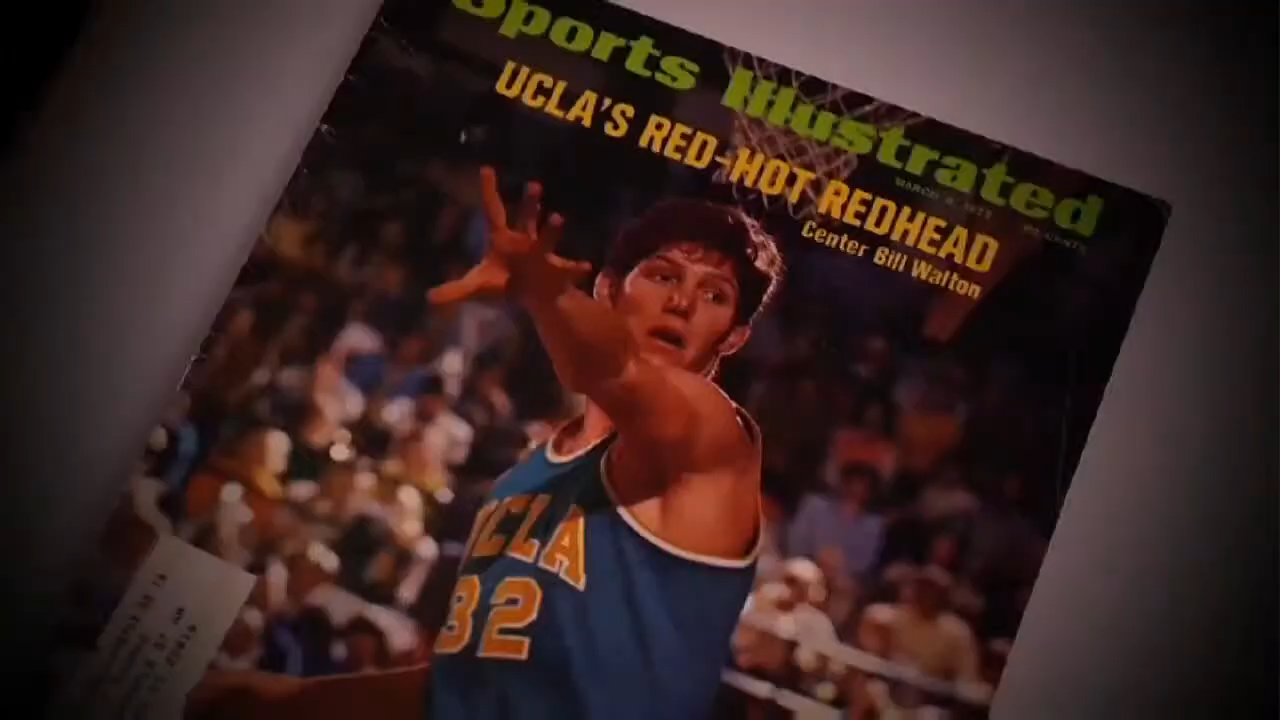 Sports Illustrated
UCLA'S RED-HOT REDHEAD
Center Bill Walton
UCLA
32